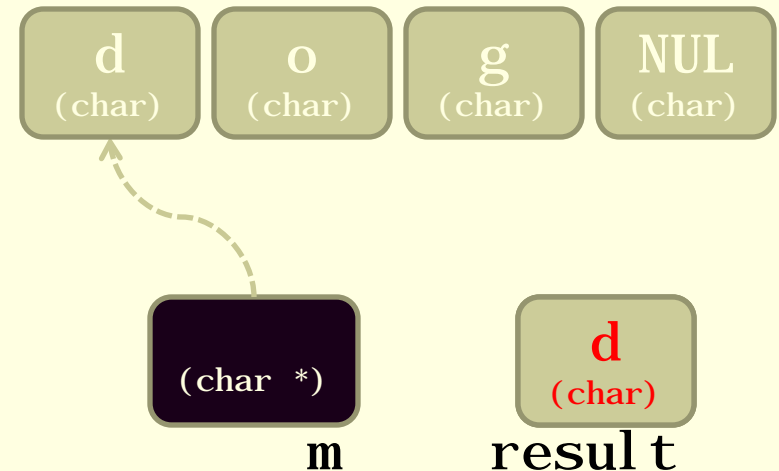 d o g NUL
(char) (char) (char) (char)
d
(char *) (char)
m result